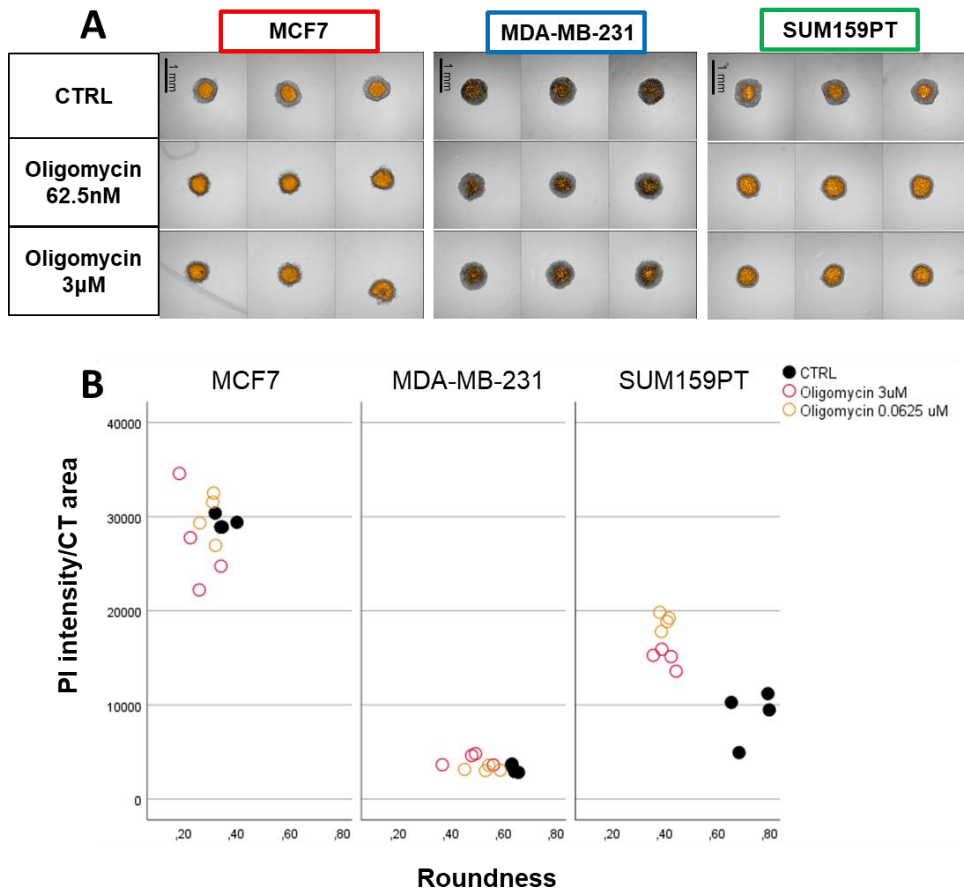 A
MCF7
MDA-MB-231
SUM159PT
CTRL
1 mm
1 mm
1 mm
Oligomycin
62.5nM
Oligomycin
3µM
B
MCF7
MDA-MB-231
SUM159PT
CTRL
Oligomycin 3uM
Oligomycin 0.0625 uM
PI intensity/CT area
40000
30000
20000
10000
0
,20 ,40 ,60 ,80 ,20 ,40 ,60 ,80 ,20 ,40 ,60 ,80
Roundness